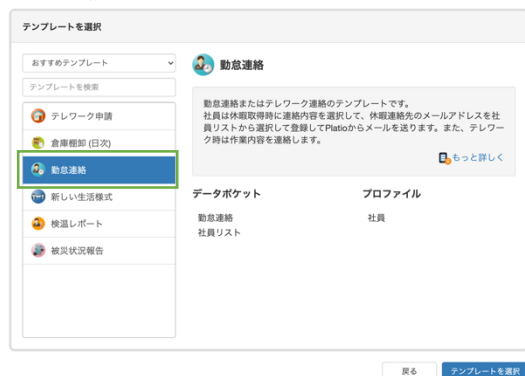 テンプレートを選択
おすすめテンプレート
テンプレートを検索
テレワーク申請
倉庫棚卸 (日次)
勤怠連絡
新しい生活様式
検温レポート
被災状況報告
勤怠連絡
勤怠連絡またはテレワーク連絡のテンプレートです。
社員は休暇取得時に連絡内容を選択して、休暇連絡先のメールアドレスを社
員リストから選択して登録してPlatioからメールを送ります。また、テレワー
ク時は作業内容を連絡します。
もっと詳しく
データポケット
勤怠連絡
社員リスト
プロファイル
社員
戻る
テンプレートを選択